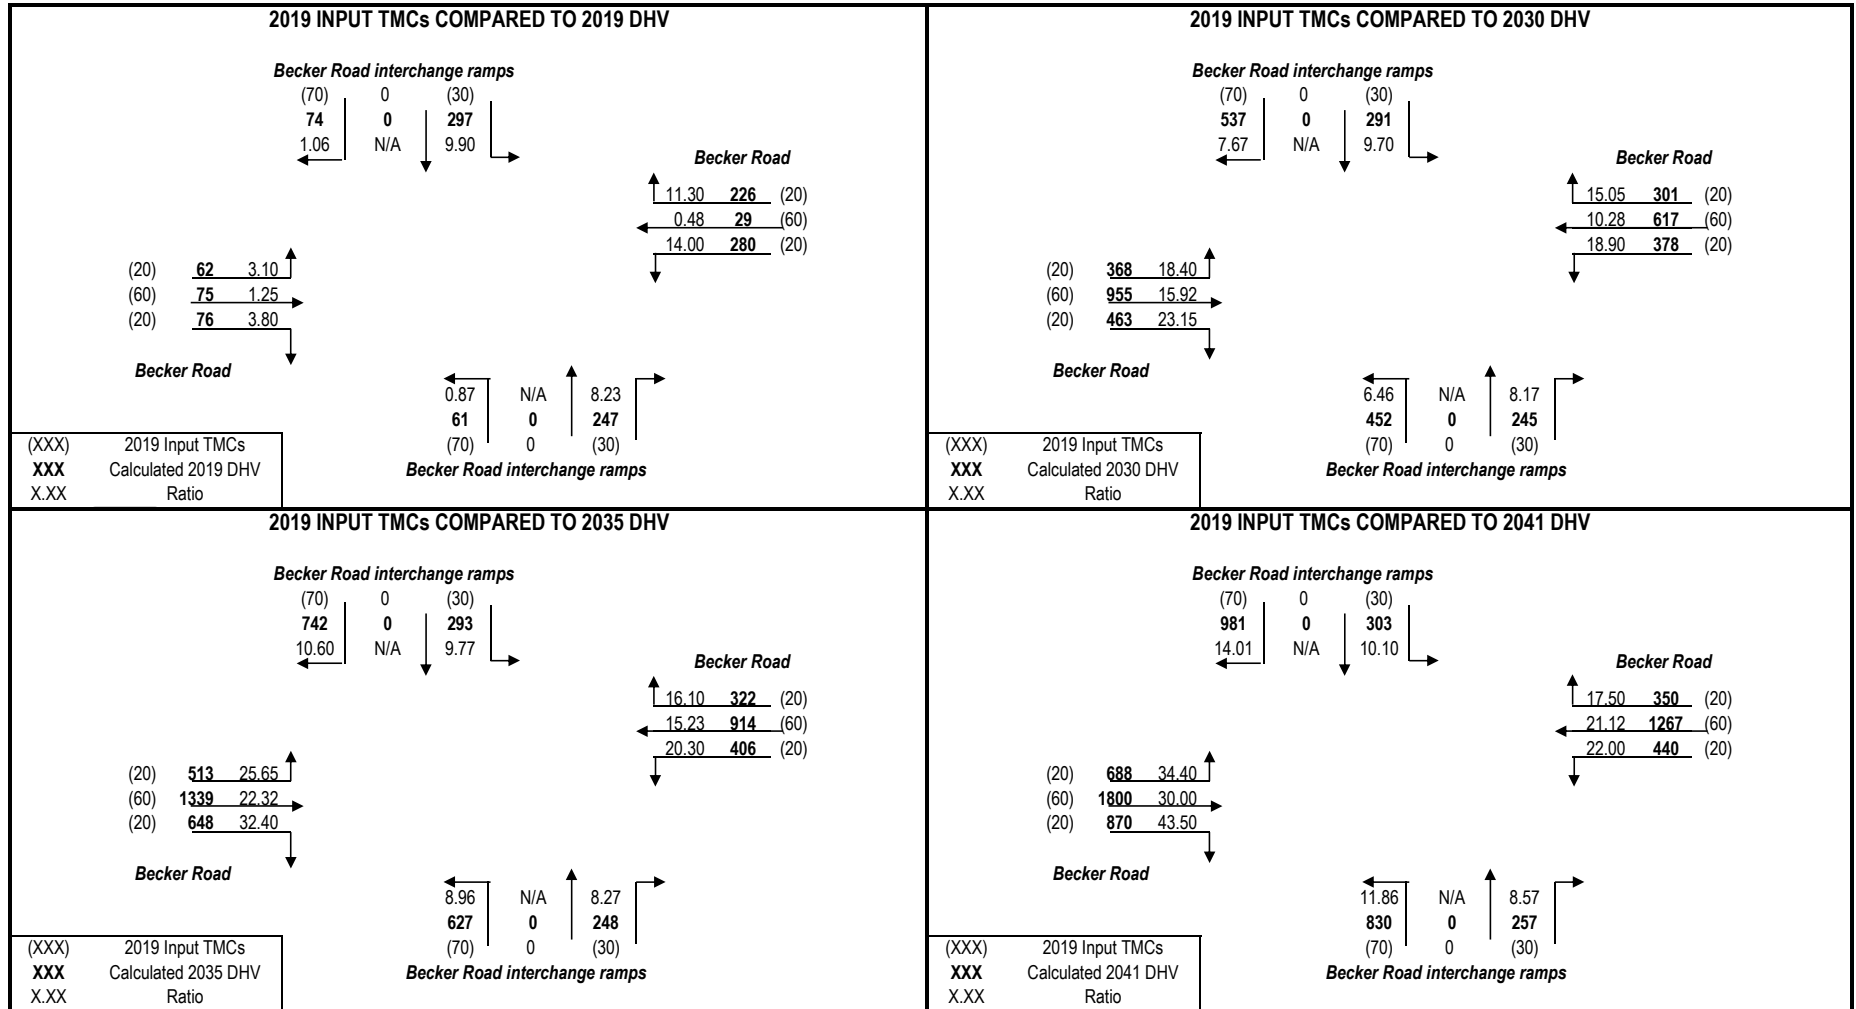 2019 INPUT TMCs COMPARED TO 2019 DHV
Becker Road interchange ramps
(70) 0 (30)
74 0 297
1.06 N/A 9.90
Becker Road
11.30 226 (20)
0.48 29 (60)
14.00 280 (20)
(20) 62 3.10
(60) 75 1.25
(20) 76 3.80
Becker Road
0.87 N/A 8.23
61 0 247
(70) 0 (30)
Becker Road interchange ramps
(XXX) 2019 Input TMCs
XXX Calculated 2019 DHV
X.XX Ratio
2019 INPUT TMCs COMPARED TO 2030 DHV
Becker Road interchange ramps
(70) 0 (30)
537 0 291
7.67 N/A 9.70
Becker Road
15.05 301 (20)
10.28 617 (60)
18.90 378 (20)
(20) 368 18.40
(60) 955 15.92
(20) 463 23.15
Becker Road
6.46 N/A 8.17
452 0 245
(70) 0 (30)
Becker Road interchange ramps
(XXX) 2019 Input TMCs
XXX Calculated 2030 DHV
X.XX Ratio
2019 INPUT TMCs COMPARED TO 2035 DHV
Becker Road interchange ramps
(70) 0 (30)
742 0 293
10.60 N/A 9.77
Becker Road
16.10 322 (20)
15.23 914 (60)
20.30 406 (20)
(20) 513 25.65
(60) 1339 22.32
(20) 648 32.40
Becker Road
8.96 N/A 8.27
627 0 248
(70) 0 (30)
Becker Road interchange ramps
(XXX) 2019 Input TMCs
XXX Calculated 2035 DHV
X.XX Ratio
2019 INPUT TMCs COMPARED TO 2041 DHV
Becker Road interchange ramps
(70) 0 (30)
981 0 303
14.01 N/A 10.10
Becker Road
17.50 350 (20)
21.12 1267 (60)
22.00 440 (20)
(20) 688 34.40
(60) 1800 30.00
(20) 870 43.50
Becker Road
11.86 N/A 8.57
830 0 257
(70) 0 (30)
Becker Road interchange ramps
(XXX) 2019 Input TMCs
XXX Calculated 2041 DHV
X.XX Ratio